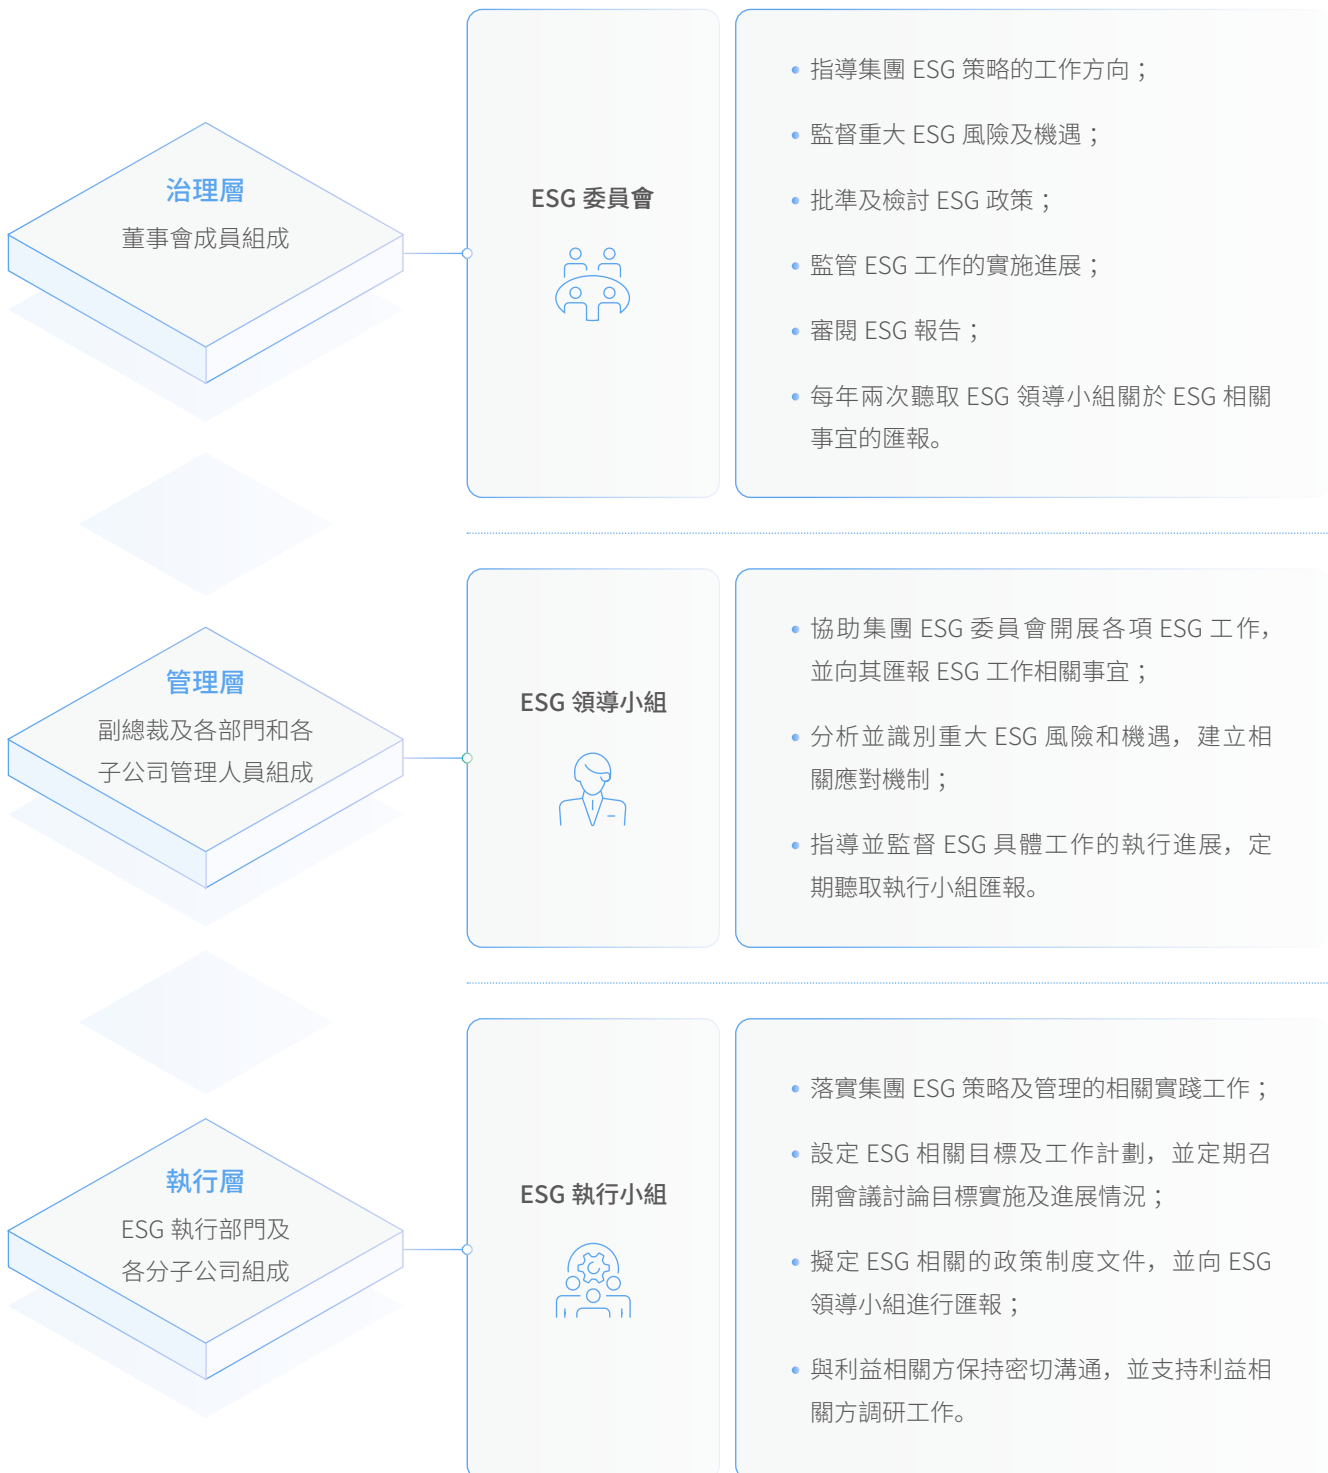 治理層
董事會成員組成
ESG 委員會
指導集團 ESG 策略的工作方向；
監督重大 ESG 風險及機遇；
批準及檢討 ESG 政策；
監管 ESG 工作的實施進展；
審閱 ESG 報告；
每年兩次聽取 ESG 領導小組關於 ESG 相關
事宜的匯報。
管理層
副總裁及各部門和各
子公司管理人員組成
ESG 領導小組
協助集團 ESG 委員會開展各項 ESG 工作，
並向其匯報 ESG 工作相關事宜；
分析並識別重大 ESG 風險和機遇，建立相
關應對機制；
指導並監督 ESG 具體工作的執行進展，定
期聽取執行小組匯報。
執行層
ESG 執行部門及
各分子公司組成
ESG 執行小組
落實集團 ESG 策略及管理的相關實踐工作；
設定 ESG 相關目標及工作計劃，並定期召
開會議討論目標實施及進展情況；
擬定 ESG 相關的政策制度文件，並向 ESG
領導小組進行匯報；
與利益相關方保持密切溝通，並支持利益相
關方調研工作。